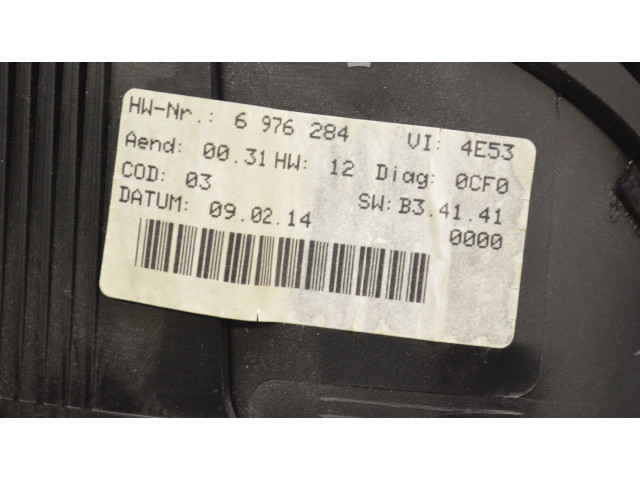 HW-Nr.: 6 976 284 VI: 4E53
Aend: 00.31 HW: 12 Diag: 0CF0
COD: 03 SW: B3.41.41
DATUM: 09.02.14 0000